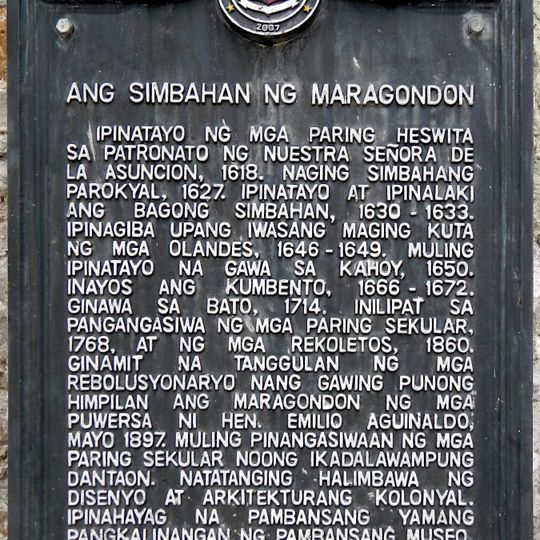 2007
ANG SIMBAHAN NG MARAGONDON
IPINATAYO NG MGA PARING HESWITA
SA PATRONATO NG NUESTRA SEÑORA DE
LA ASUNCION, 1618. NAGING SIMBAHANG
PAROKYAL, 1627. IPINATAYO AT IPINALAKI
ANG BAGONG SIMBAHAN, 1630 - 1633.
IPINAGIBA UPANG IWASANG MAGING KUTA
NG MGA OLANDES, 1646 - 1649. MULING
IPINATAYO NA GAWA SA KAHOY, 1650.
INAYOS ANG KUMBENTO, 1666 - 1672.
GINAWA SA BATO, 1714. INILIPAT SA
PANGANGASIWA NG MGA PARING SEKULAR,
1768, AT NG MGA REKOLETOS, 1860.
GINAMIT NA TANGGULAN NG MGA
REBOLUSYONARYO NANG GAWING PUNONG
HIMPILAN ANG MARAGONDON NG MGA
PUWERSA NI HEN. EMILIO AGUINALDO,
MAYO 1897. MULING PINANGASIWAAN NG MGA
PARING SEKULAR NOONG IKADALAWAMPUNG
DANTAON. NATATANGING HALIMBAWA NG
DISENYO AT ARKITEKTURANG KOLONYAL.
IPINAHAYAG NA PAMBANSANG YAMANG
PANGKALINANGAN NG PAMBANSANG MUSEO,